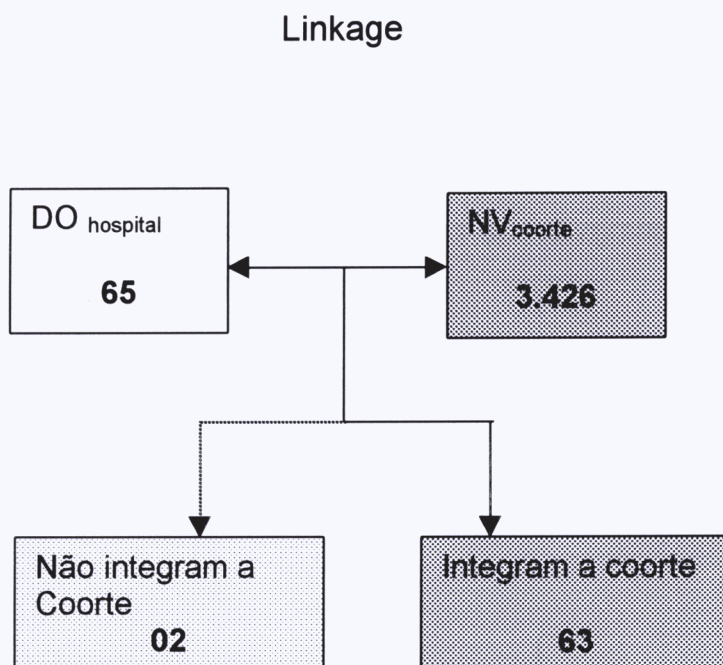 Linkage
DO hospital
65
NVcoorte
3.426
Não integram a
Coorte
02
Integram a coorte
63